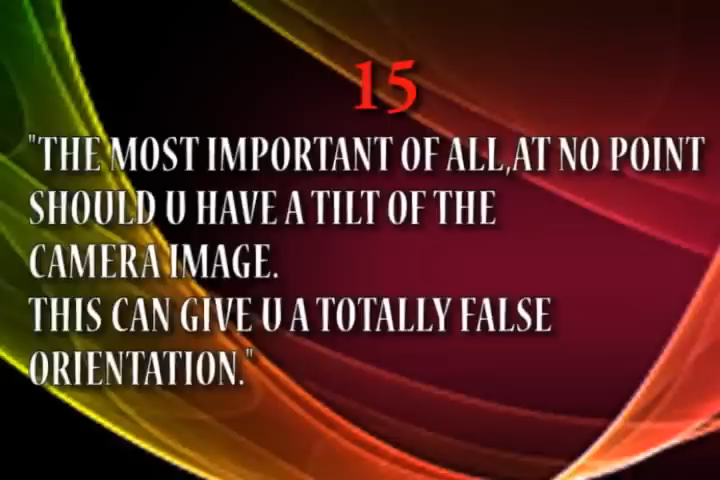 15
"THE MOST IMPORTANT OF ALL,AT NO POINT
SHOULD U HAVE A TILT OF THE
CAMERA IMAGE.
THIS CAN GIVE U A TOTALLY FALSE
ORIENTATION."